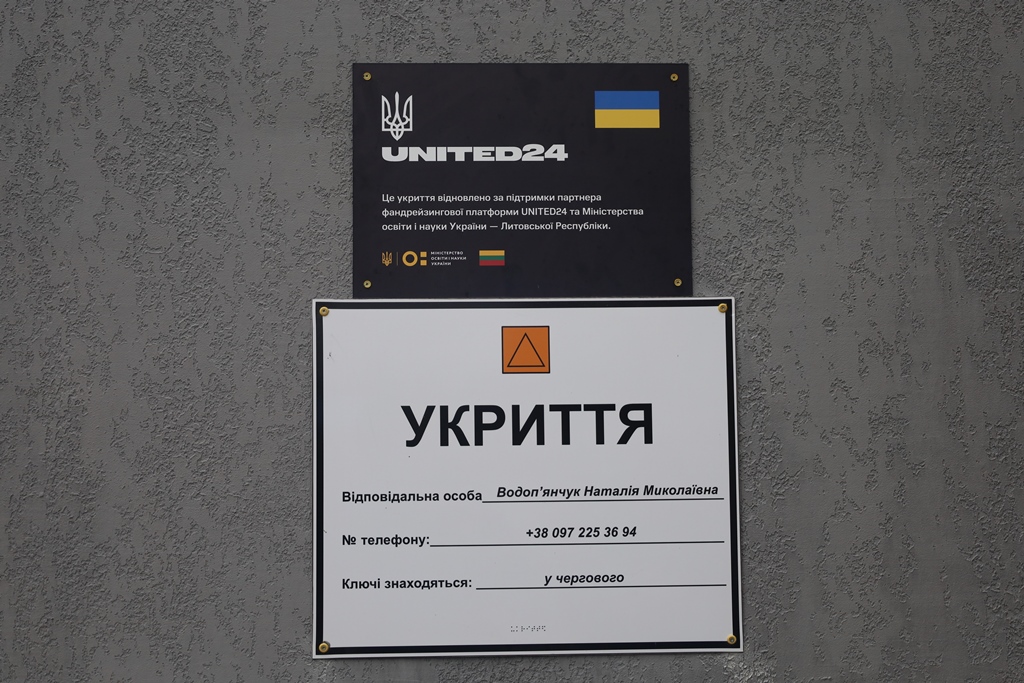 UNITED24
Це укриття відновлено за підтримки партнера
фандрейзингової платформи UNITED24 та Міністерства
освіти і науки України — Литовської Республіки.
МІНІСТЕРСТВО
ОСВІТИ І НАУКИ
УКРАЇНИ
УКРИТТЯ
Відповідальна особа Водоп'янчук Наталія Миколаївна
№ телефону: +38 097 225 36 94
Ключі знаходяться: у чергового